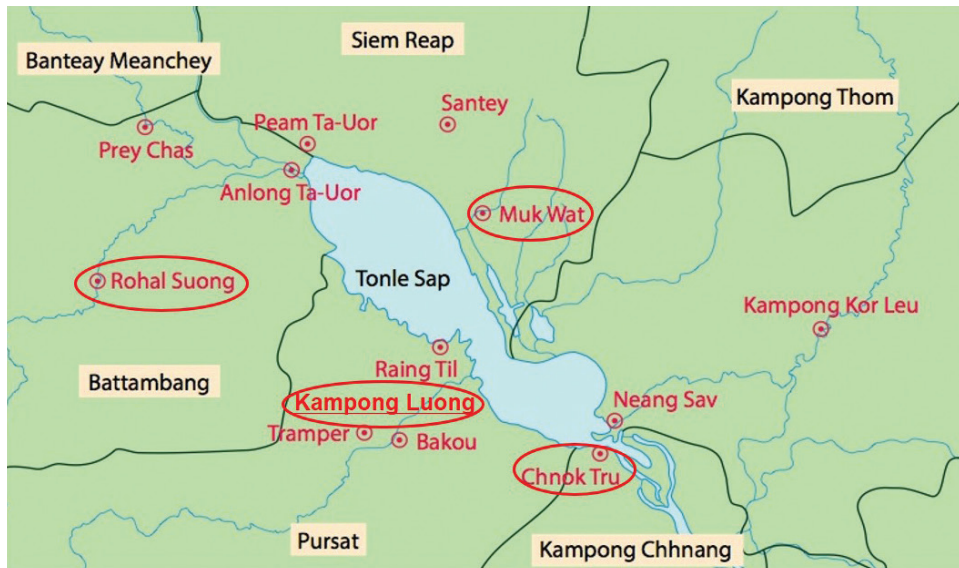 Siem Reap
Banteay Meanchey
Kampong Thom
Santey
Peam Ta-Uor
Prey Chas
Anlong Ta-Uor
Muk Wat
Rohal Suong
Tonle Sap
Kampong Kor Leu
Raing Til
Battambang
Kampong Luong
Neang Sav
Tramper
Bakou
Chnok Tru
Pursat
Kampong Chhnang